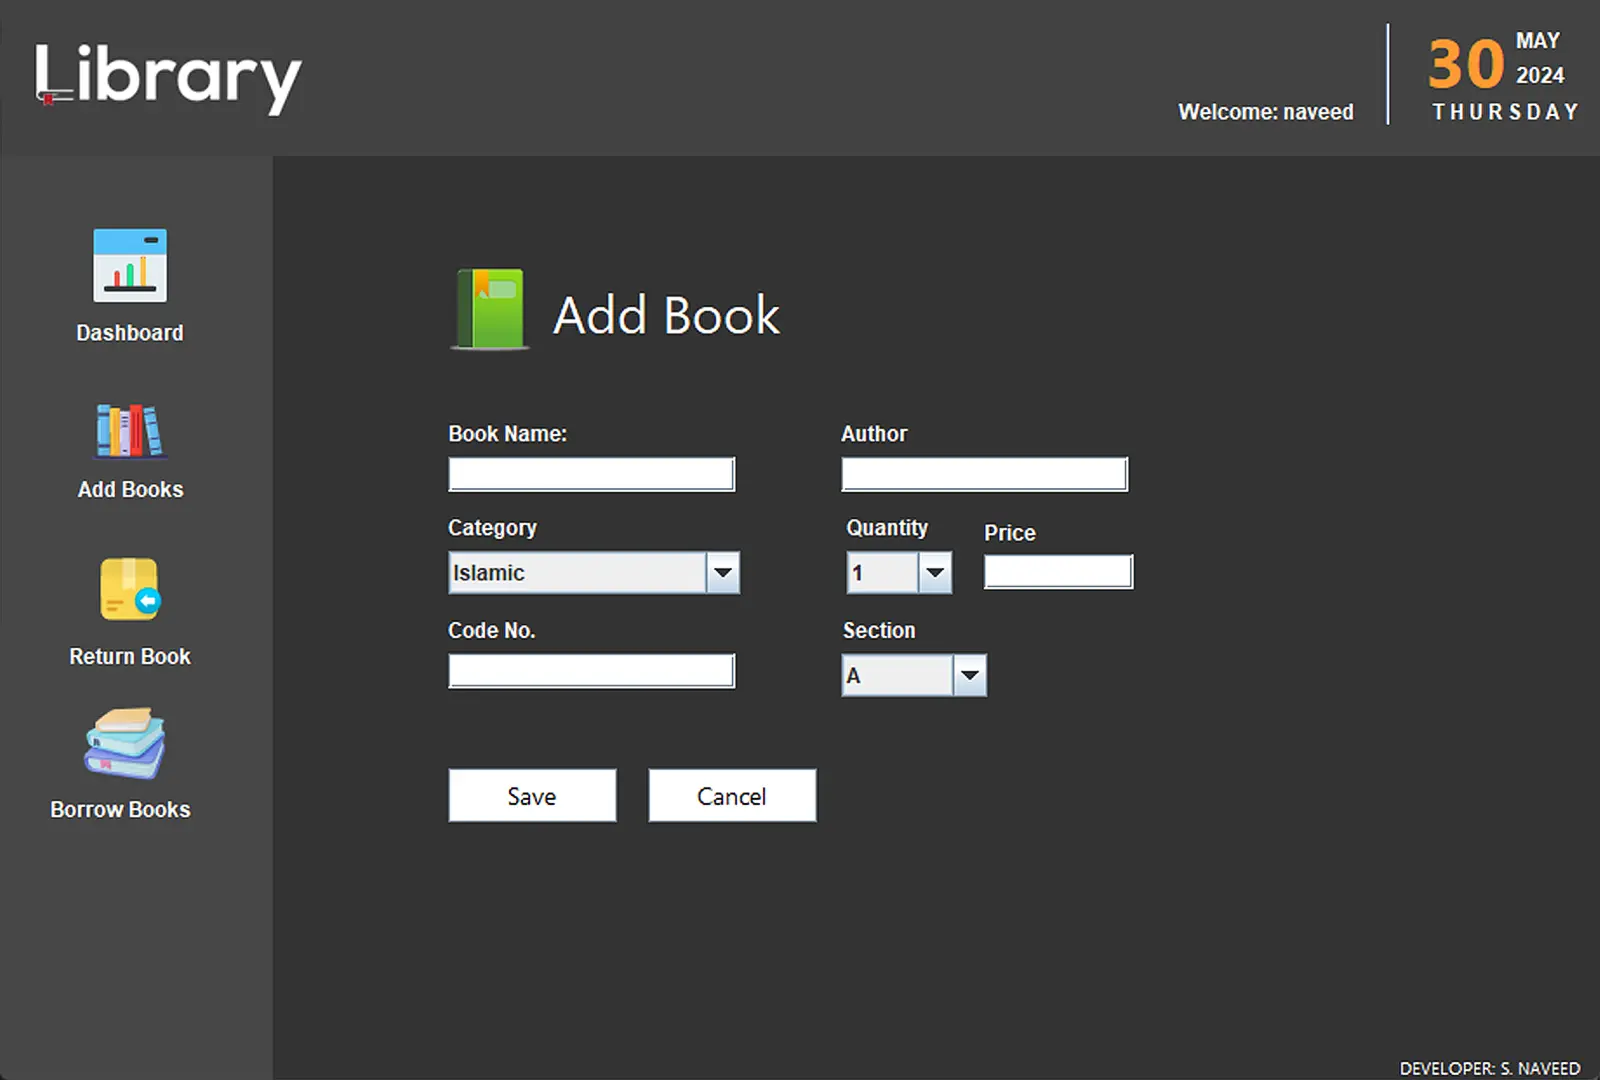 Library
Welcome: naveed
30
MAY
2024
THURSDAY
Dashboard
Add Books
Return Book
Borrow Books
Add Book
Book Name:
Author
Category
Quantity
Price
Islamic
1
Code No.
Section
A
Save
Cancel
DEVELOPER: S. NAVEED